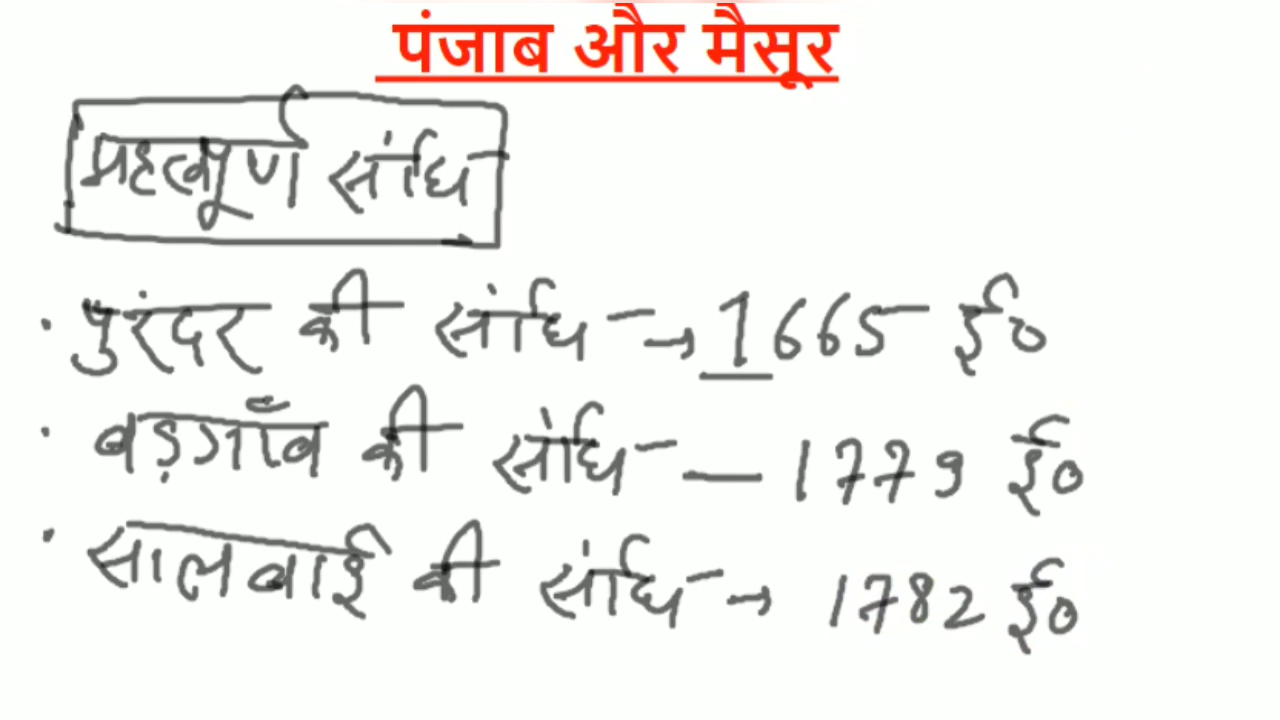 पंजाब और मैसूर
महत्वपूर्ण संधि
· पुरंदर की संधि -→ 1665 ई०
· बड़गाँव की संधि - 1779 ई०
· सालबाई की संधि → 1782 ई०